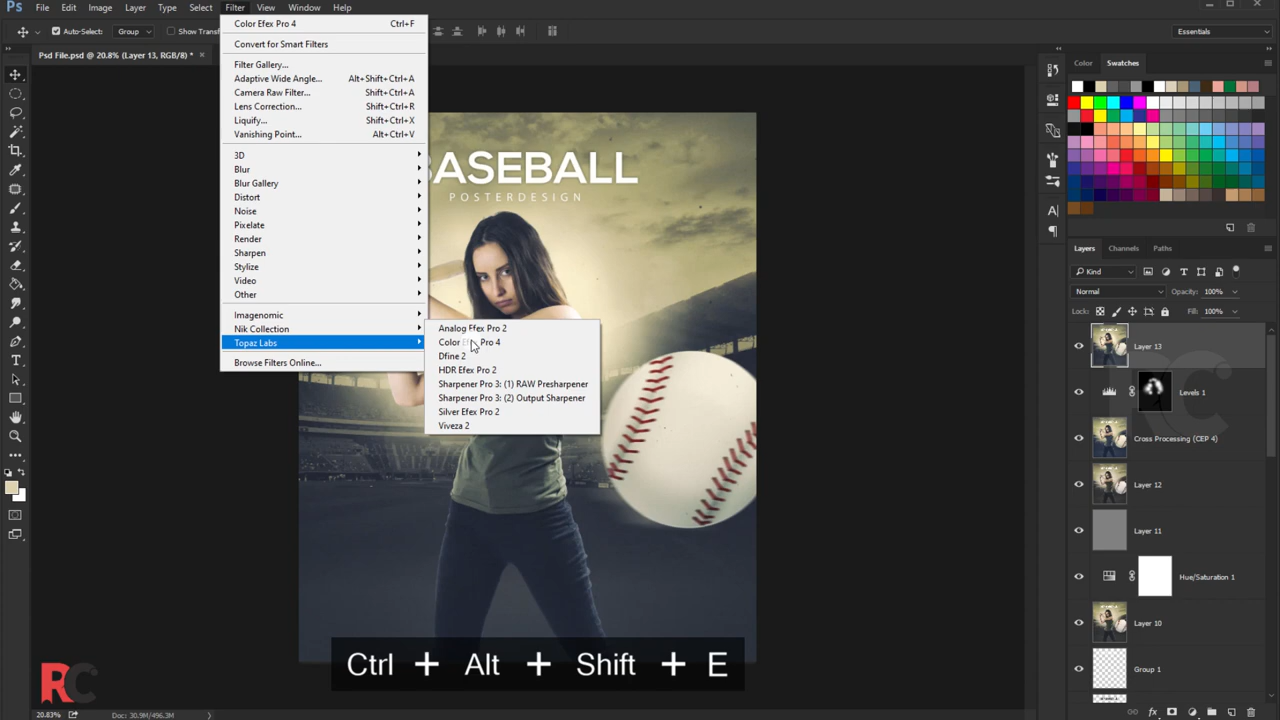 Ps File Edit Image Layer Type Select Filter View Window Help
Auto-Select: Group Show Transf
Essentials
Psd File.psd @ 20.8% (Layer 13, RGB/8) * ×
Color Efex Pro 4 Ctrl+F
Convert for Smart Filters
Filter Gallery...
Adaptive Wide Angle... Alt+Shift+Ctrl+A
Camera Raw Filter... Shift+Ctrl+A
Lens Correction... Shift+Ctrl+R
Liquify... Shift+Ctrl+X
Vanishing Point... Alt+Ctrl+V
3D
Blur
Blur Gallery
Distort
Noise
Pixelate
Render
Sharpen
Stylize
Video
Other
Imagenomic
Nik Collection
Topaz Labs
Browse Filters Online...
Analog Efex Pro 2
Color Efex Pro 4
Dfine 2
HDR Efex Pro 2
Sharpener Pro 3: (1) RAW Presharpener
Sharpener Pro 3: (2) Output Sharpener
Silver Efex Pro 2
Viveza 2
BASEBALL
POSTERDESIGN
Ctrl + Alt + Shift + E
RC
20.83% Doc: 30.9M/496.3M
Color Swatches
Layers Channels Paths
Kind
Normal Opacity: 100%
Lock: Fill: 100%
Layer 13
Levels 1
Cross Processing (CEP 4)
Layer 12
Layer 11
Hue/Saturation 1
Layer 10
Group 1